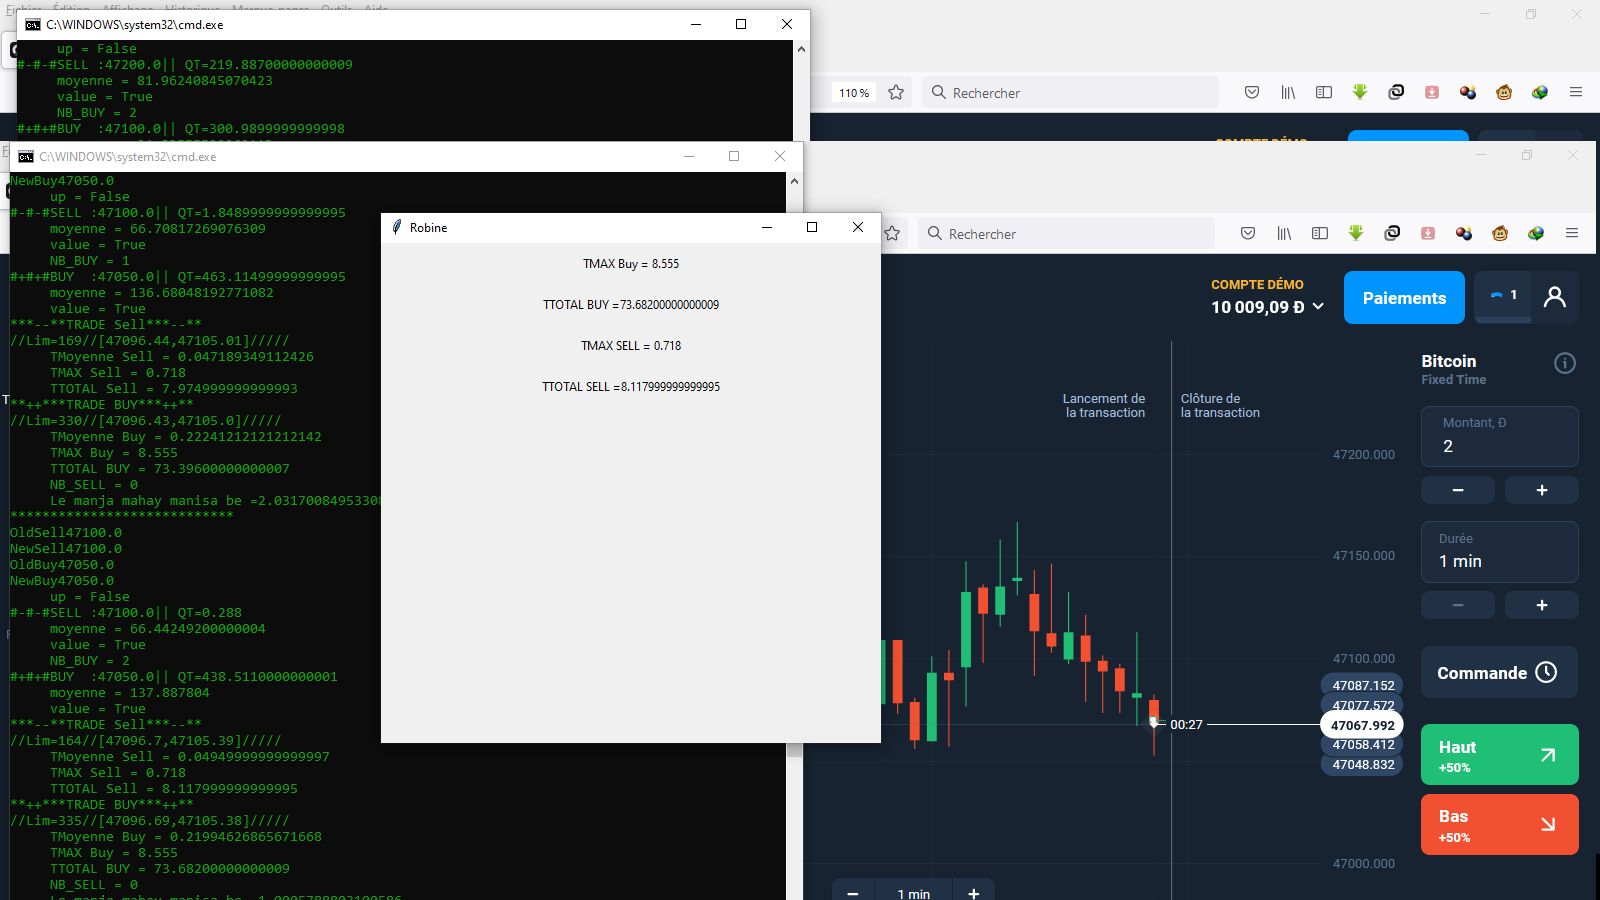 C:\WINDOWS\system32\cmd.exe
up = False
#-#-#SELL :47200.0|| QT=219.88700000000009
moyenne = 81.96240845070423
value = True
NB_BUY = 2
#+#+#BUY  :47100.0|| QT=300.9899999999998
110 %
Rechercher
C:\WINDOWS\system32\cmd.exe
NewBuy47050.0
up = False
#-#-#SELL :47100.0|| QT=1.8489999999999995
moyenne = 66.70817269076309
value = True
NB_BUY = 1
#+#+#BUY  :47050.0|| QT=463.11499999999995
moyenne = 136.68048192771082
value = True
***--**TRADE Sell***--**
//Lim=169//[47096.44,47105.01]/////
TMoyenne Sell = 0.047189349112426
TMAX Sell = 0.718
TTOTAL Sell = 7.974999999999993
**++***TRADE BUY***++**
//Lim=330//[47096.43,47105.0]/////
TMoyenne Buy = 0.22241212121212142
TMAX Buy = 8.555
TTOTAL BUY = 73.39600000000007
NB_SELL = 0
Le manja mahay manisa be =2.0317008495330
****************************
OldSell47100.0
NewSell47100.0
OldBuy47050.0
NewBuy47050.0
up = False
#-#-#SELL :47100.0|| QT=0.288
moyenne = 66.44249200000004
value = True
NB_BUY = 2
#+#+#BUY  :47050.0|| QT=438.5110000000001
moyenne = 137.887804
value = True
***--**TRADE Sell***--**
//Lim=164//[47096.7,47105.39]/////
TMoyenne Sell = 0.04949999999999997
TMAX Sell = 0.718
TTOTAL Sell = 8.117999999999995
**++***TRADE BUY***++**
//Lim=335//[47096.69,47105.38]/////
TMoyenne Buy = 0.21994626865671668
TMAX Buy = 8.555
TTOTAL BUY = 73.68200000000009
NB_SELL = 0
Robine
TMAX Buy = 8.555
TTOTAL BUY =73.68200000000009
TMAX SELL = 0.718
TTOTAL SELL =8.117999999999995
Rechercher
COMPTE DÉMO
10 009,09 Đ
Paiements
1
Lancement de
la transaction
Clôture de
la transaction
47200.000
47150.000
47100.000
47087.152
47077.572
47067.992
47058.412
47048.832
47000.000
00:27
1 min
Bitcoin
Fixed Time
Montant, Đ
2
Durée
1 min
Commande
Haut
+50%
Bas
+50%